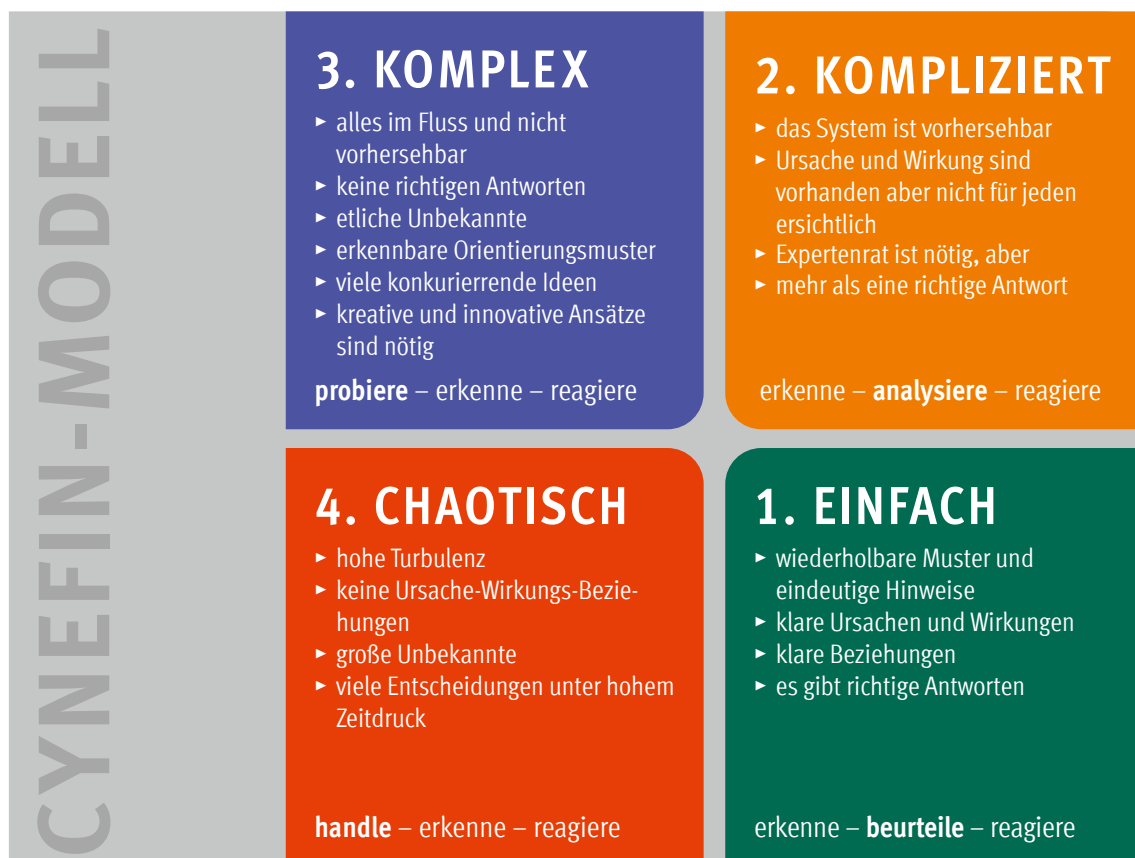 CYNEFIN-MODELL
3. KOMPLEX
▸ alles im Fluss und nicht
vorhersehbar
▸ keine richtigen Antworten
▸ etliche Unbekannte
▸ erkennbare Orientierungsmuster
▸ viele konkurierrende Ideen
▸ kreative und innovative Ansätze
sind nötig
probiere – erkenne – reagiere
2. KOMPLIZIERT
▸ das System ist vorhersehbar
▸ Ursache und Wirkung sind
vorhanden aber nicht für jeden
ersichtlich
▸ Expertenrat ist nötig, aber
▸ mehr als eine richtige Antwort
erkenne – analysiere – reagiere
4. CHAOTISCH
▸ hohe Turbulenz
▸ keine Ursache-Wirkungs-Bezie-
hungen
▸ große Unbekannte
▸ viele Entscheidungen unter hohem
Zeitdruck
handle – erkenne – reagiere
1. EINFACH
▸ wiederholbare Muster und
eindeutige Hinweise
▸ klare Ursachen und Wirkungen
▸ klare Beziehungen
▸ es gibt richtige Antworten
erkenne – beurteile – reagiere